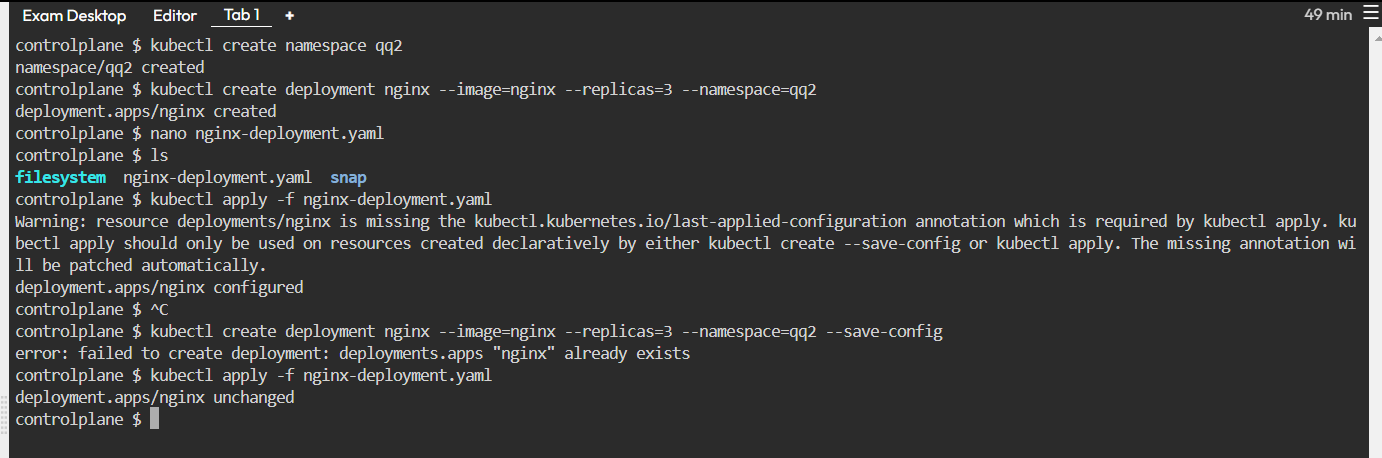 Exam Desktop Editor Tab 1 + 49 min
controlplane $ kubectl create namespace qq2
namespace/qq2 created
controlplane $ kubectl create deployment nginx --image=nginx --replicas=3 --namespace=qq2
deployment.apps/nginx created
controlplane $ nano nginx-deployment.yaml
controlplane $ ls
filesystem nginx-deployment.yaml snap
controlplane $ kubectl apply -f nginx-deployment.yaml
Warning: resource deployments/nginx is missing the kubectl.kubernetes.io/last-applied-configuration annotation which is required by kubectl apply. ku
bectl apply should only be used on resources created declaratively by either kubectl create --save-config or kubectl apply. The missing annotation wi
ll be patched automatically.
deployment.apps/nginx configured
controlplane $ ^C
controlplane $ kubectl create deployment nginx --image=nginx --replicas=3 --namespace=qq2 --save-config
error: failed to create deployment: deployments.apps "nginx" already exists
controlplane $ kubectl apply -f nginx-deployment.yaml
deployment.apps/nginx unchanged
controlplane $